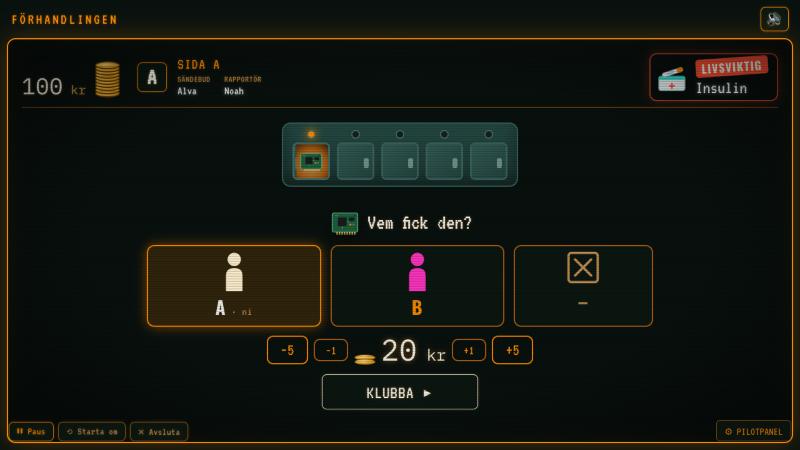 FÖRHANDLINGEN
100 kr
A
SIDA A
SÄNDEBUD RAPPORTÖR
Alva Noah
LIVSVIKTIG
Insulin
Vem fick den?
A · ni
B
–
-5 -1 20 kr +1 +5
KLUBBA ►
Paus Starta om Avsluta
PILOTPANEL